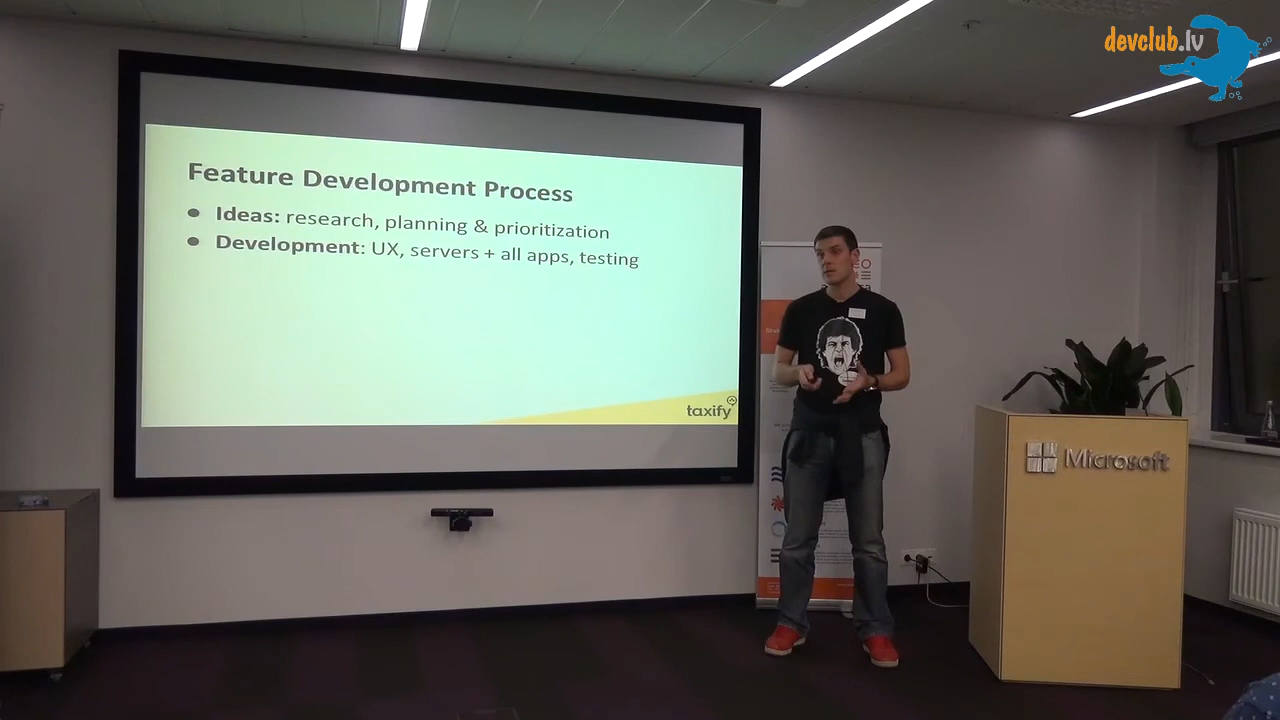 devclub.lv
Feature Development Process
● Ideas: research, planning & prioritization
● Development: UX, servers + all apps, testing
taxify
Microsoft